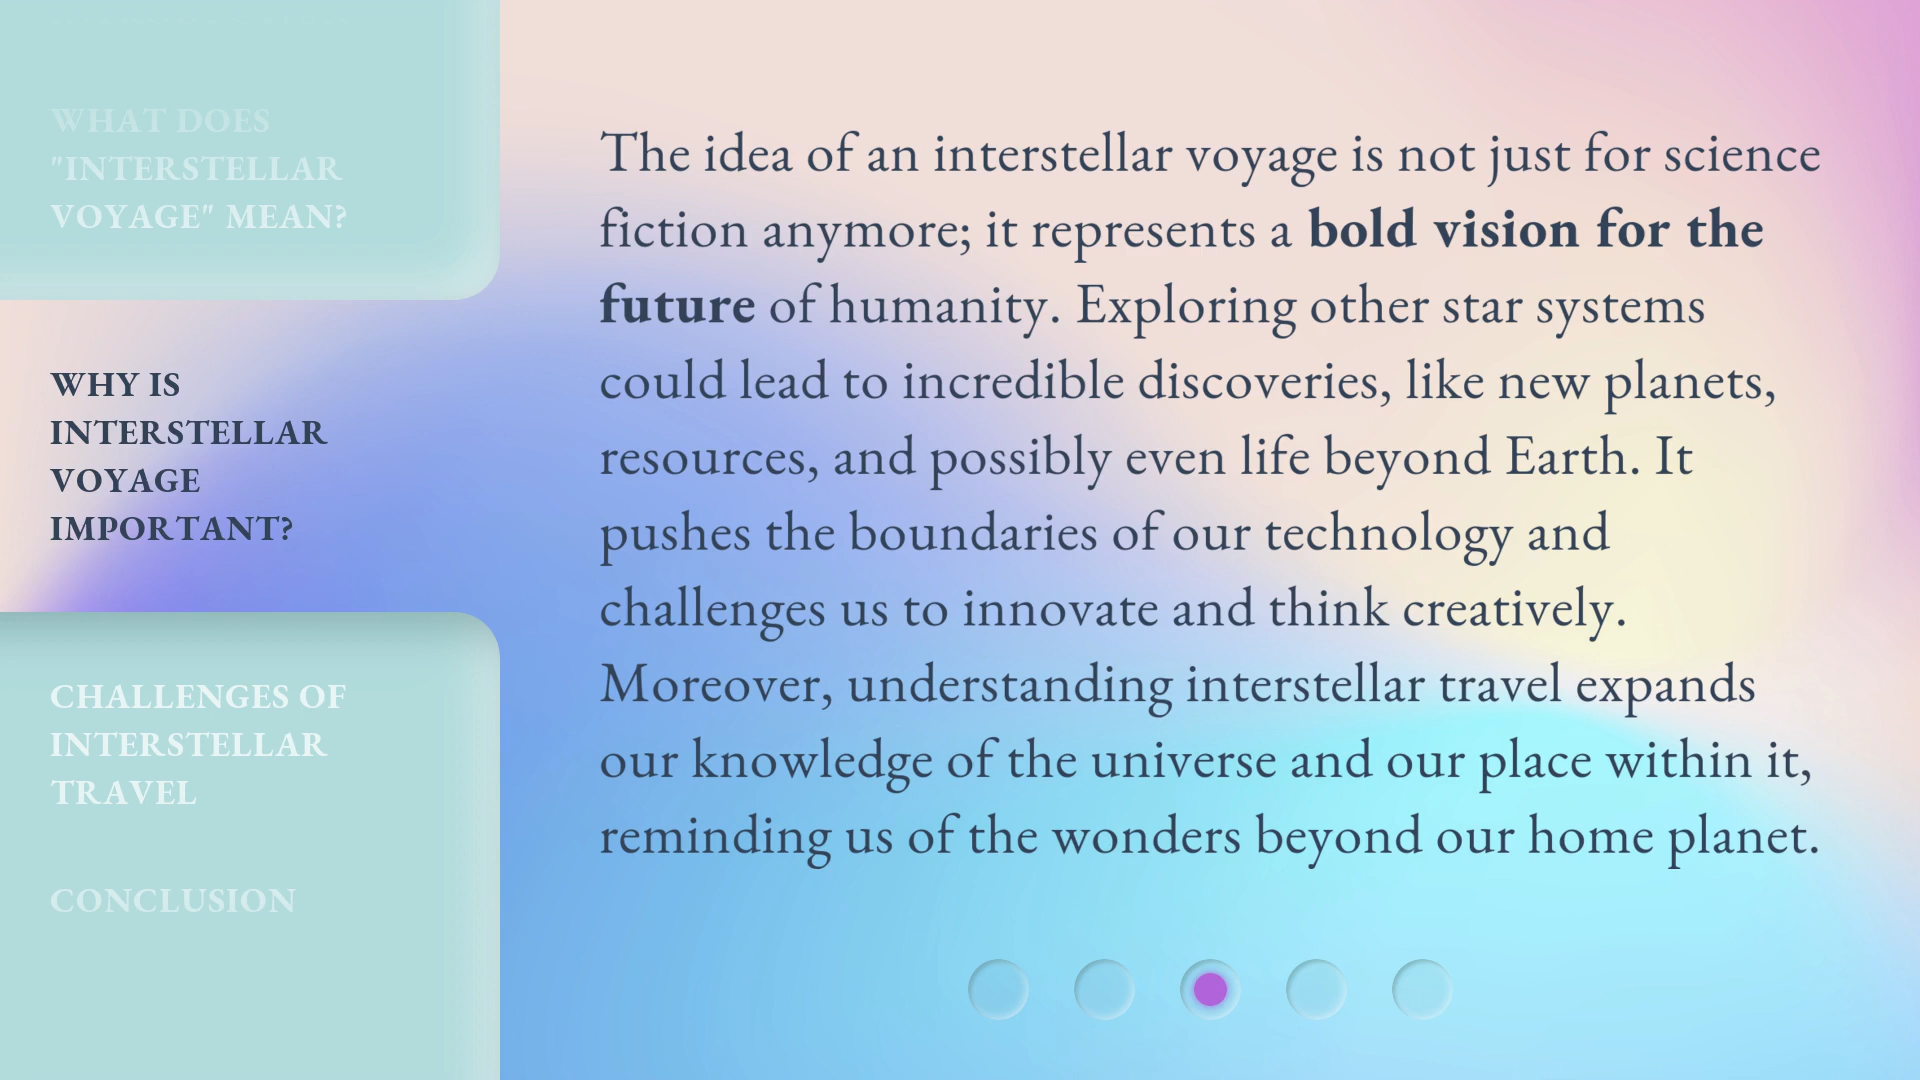 WHAT DOES
"INTERSTELLAR
VOYAGE" MEAN?
WHY IS
INTERSTELLAR
VOYAGE
IMPORTANT?
CHALLENGES OF
INTERSTELLAR
TRAVEL
CONCLUSION
The idea of an interstellar voyage is not just for science
fiction anymore; it represents a bold vision for the
future of humanity. Exploring other star systems
could lead to incredible discoveries, like new planets,
resources, and possibly even life beyond Earth. It
pushes the boundaries of our technology and
challenges us to innovate and think creatively.
Moreover, understanding interstellar travel expands
our knowledge of the universe and our place within it,
reminding us of the wonders beyond our home planet.